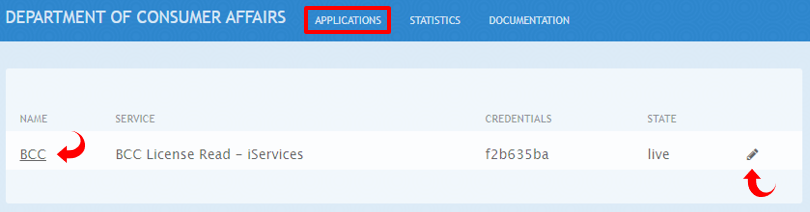 DEPARTMENT OF CONSUMER AFFAIRS APPLICATIONS STATISTICS DOCUMENTATION
NAME SERVICE CREDENTIALS STATE
BCC BCC License Read – iServices f2b635ba live